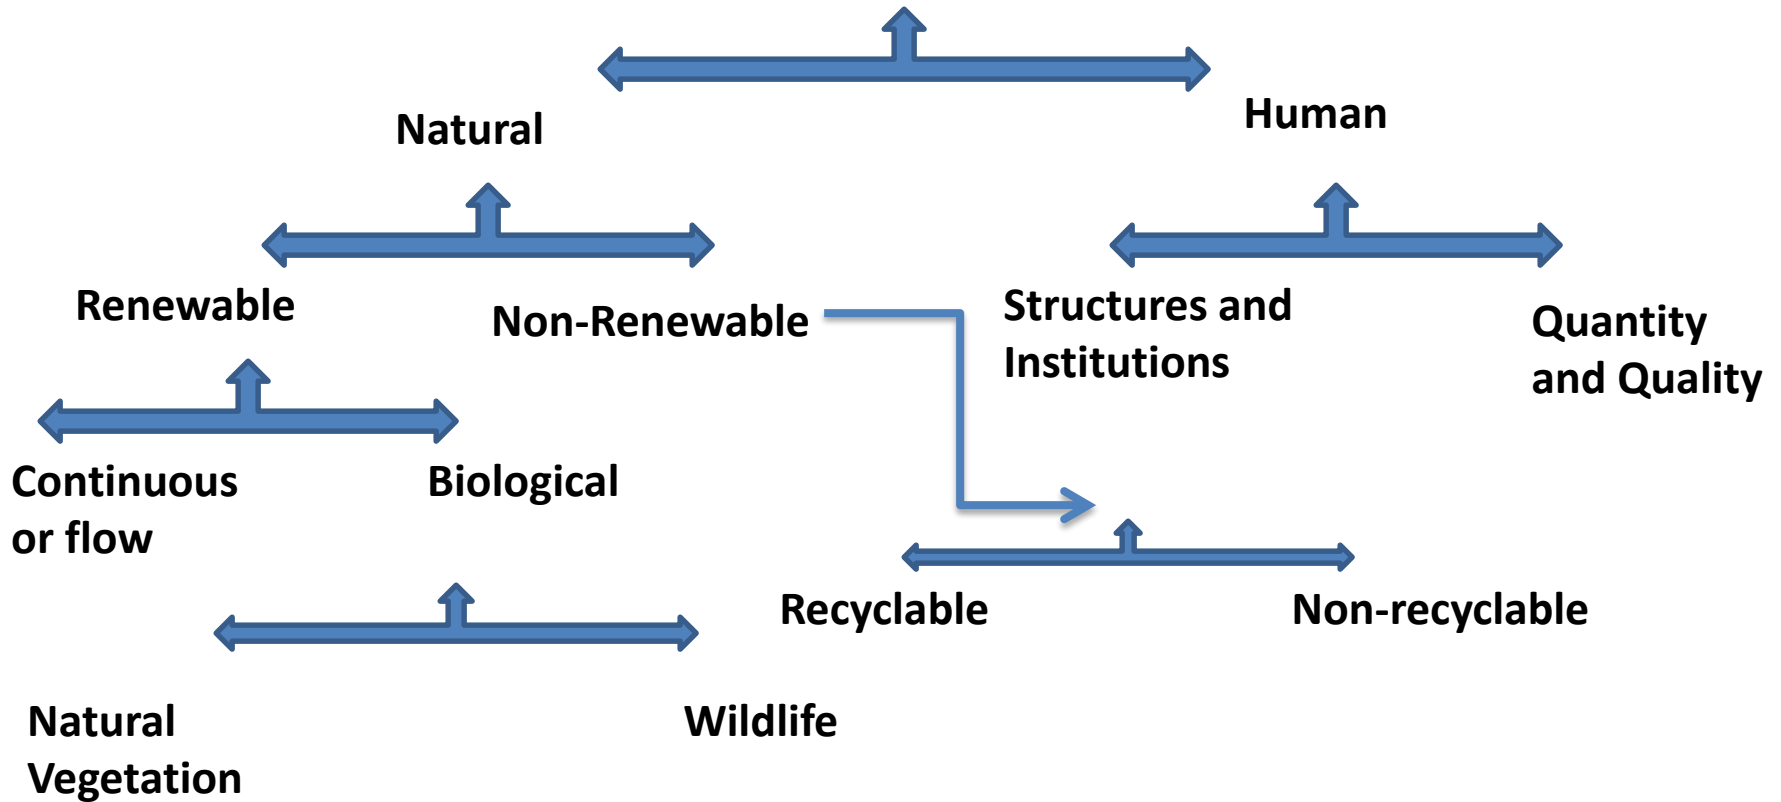 Natural
Human
Renewable
Non-Renewable
Structures and
Institutions
Quantity
and Quality
Continuous
or flow
Biological
Recyclable
Non-recyclable
Natural
Vegetation
Wildlife